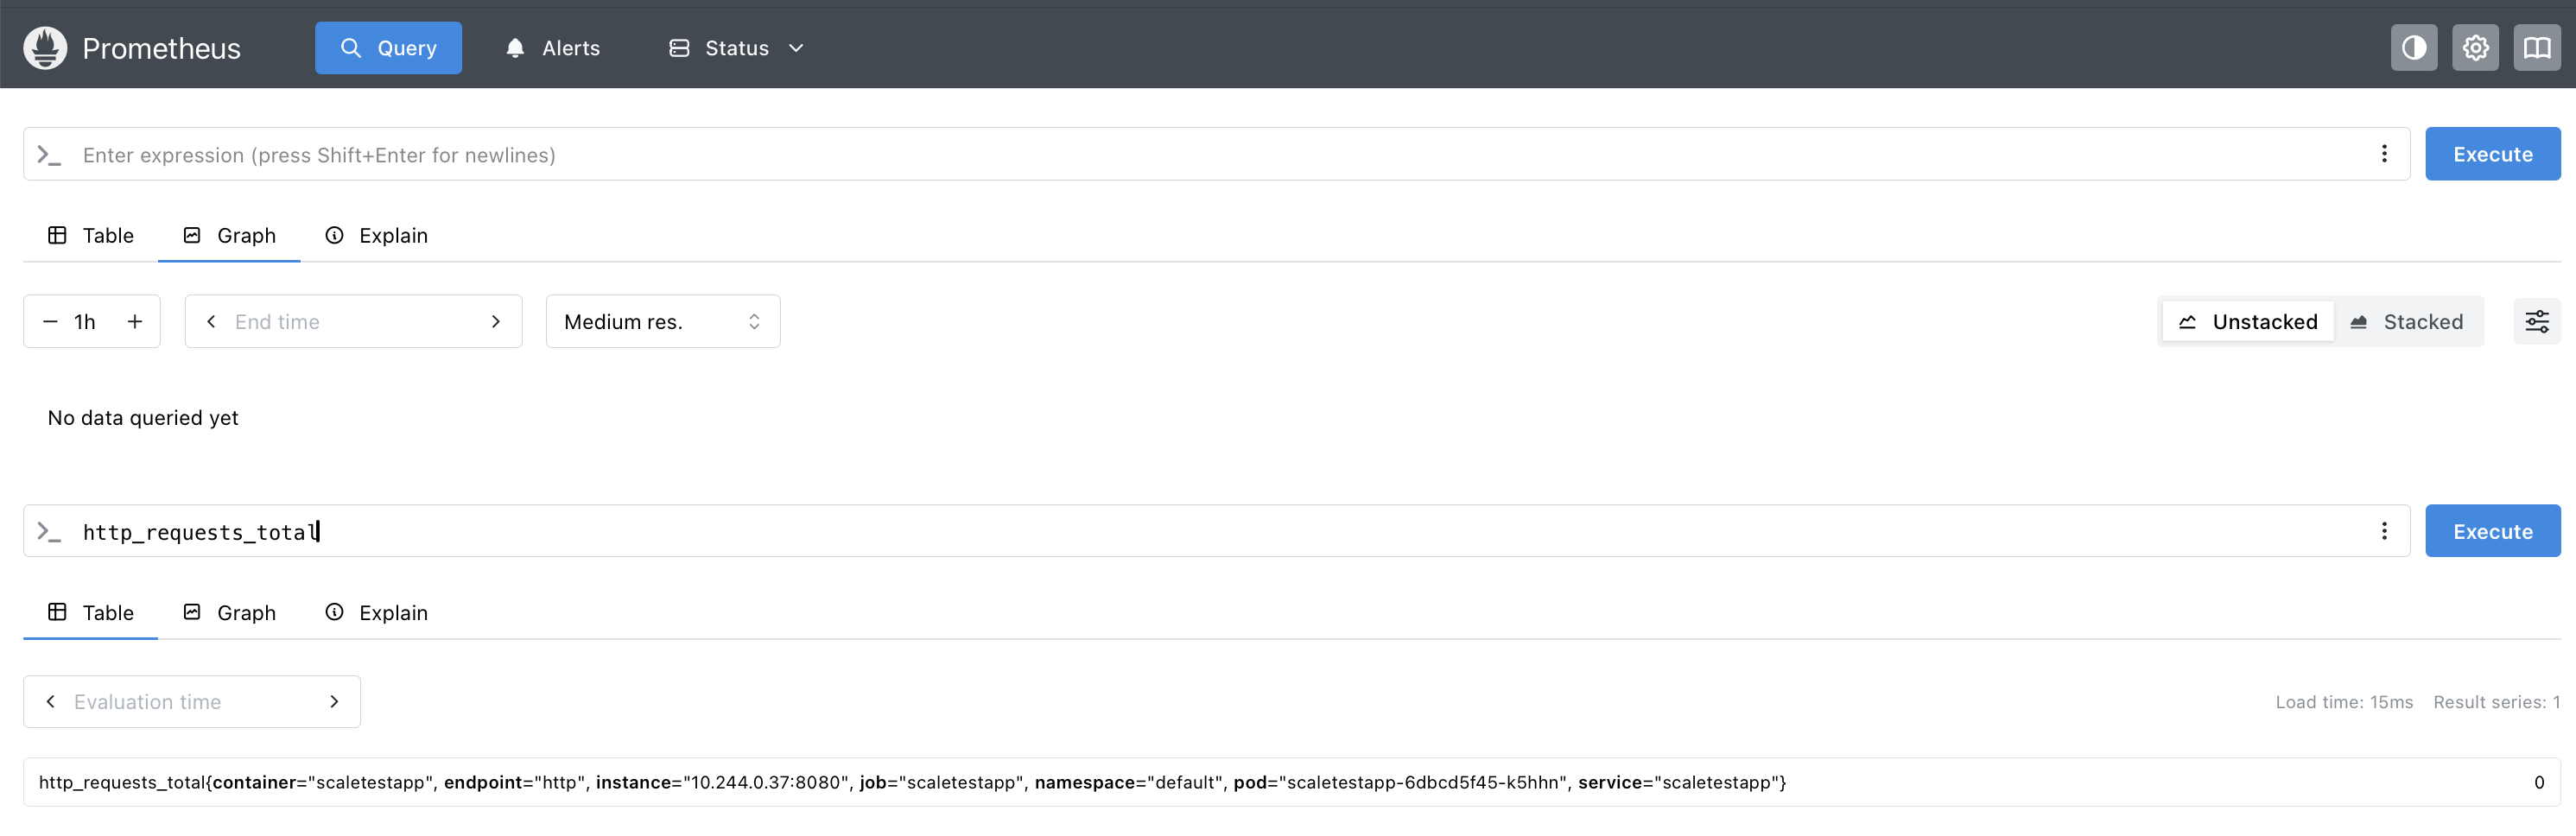 Prometheus Query Alerts Status
Enter expression (press Shift+Enter for newlines) Execute
Table Graph Explain
1h End time Medium res. Unstacked Stacked
No data queried yet
http_requests_total Execute
Table Graph Explain
Evaluation time Load time: 15ms Result series: 1
http_requests_total{container="scaletestapp", endpoint="http", instance="10.244.0.37:8080", job="scaletestapp", namespace="default", pod="scaletestapp-6dbcd5f45-k5hhn", service="scaletestapp"} 0